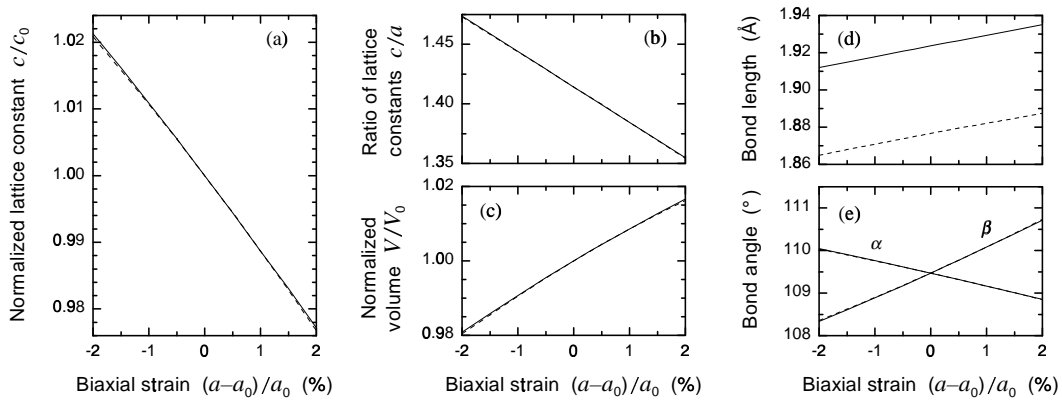 Normalized lattice constant c/c0
1.02
1.01
1.00
0.99
0.98
(a)
-2
-1
0
1
2
Biaxial strain (a–a0)/a0 (%)
Ratio of lattice
constants c/a
1.45
1.40
1.35
(b)
Normalized
volume V/V0
1.02
1.00
0.98
(c)
-2
-1
0
1
2
Biaxial strain (a–a0)/a0 (%)
Bond length (Å)
1.94
1.92
1.90
1.88
1.86
(d)
Bond angle (°)
111
110
109
108
(e)
α
β
-2
-1
0
1
2
Biaxial strain (a–a0)/a0 (%)